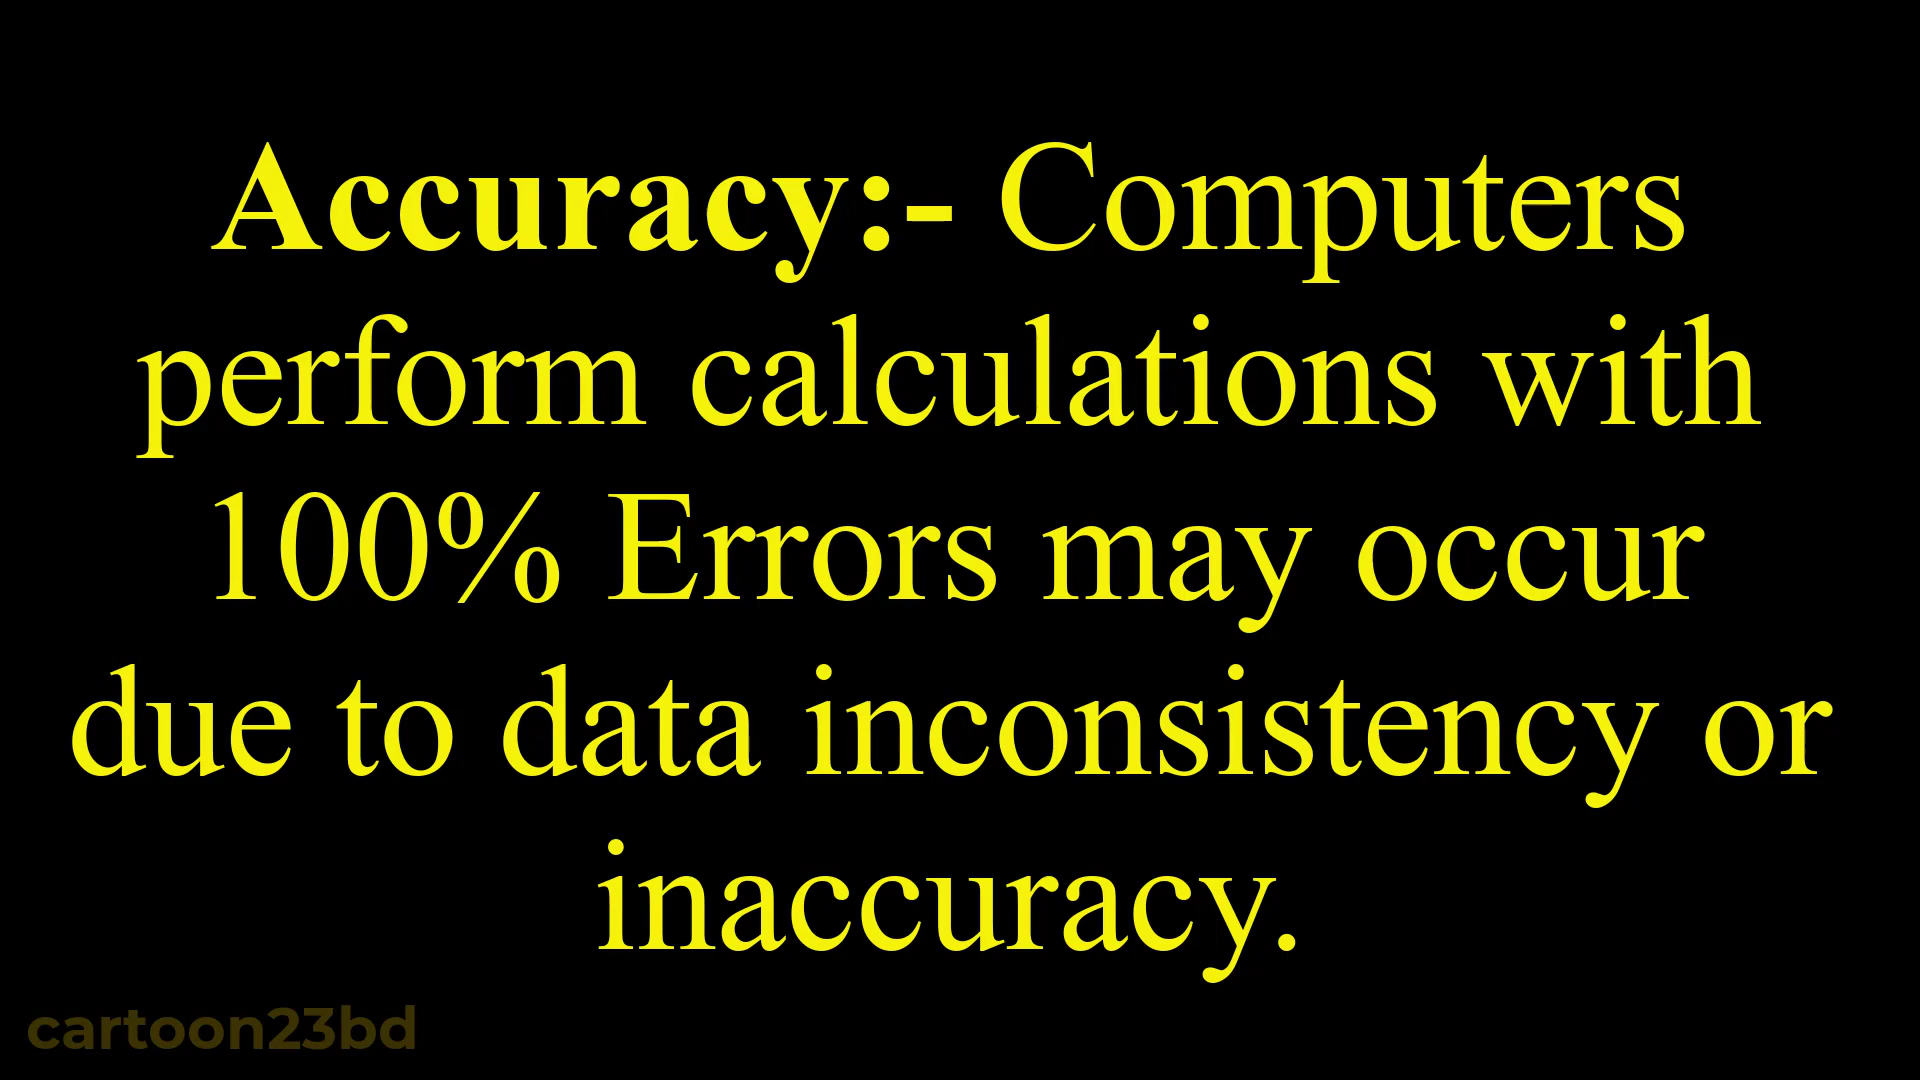 Accuracy:- Computers
perform calculations with
100% Errors may occur
due to data inconsistency or
inaccuracy.
cartoon23bd